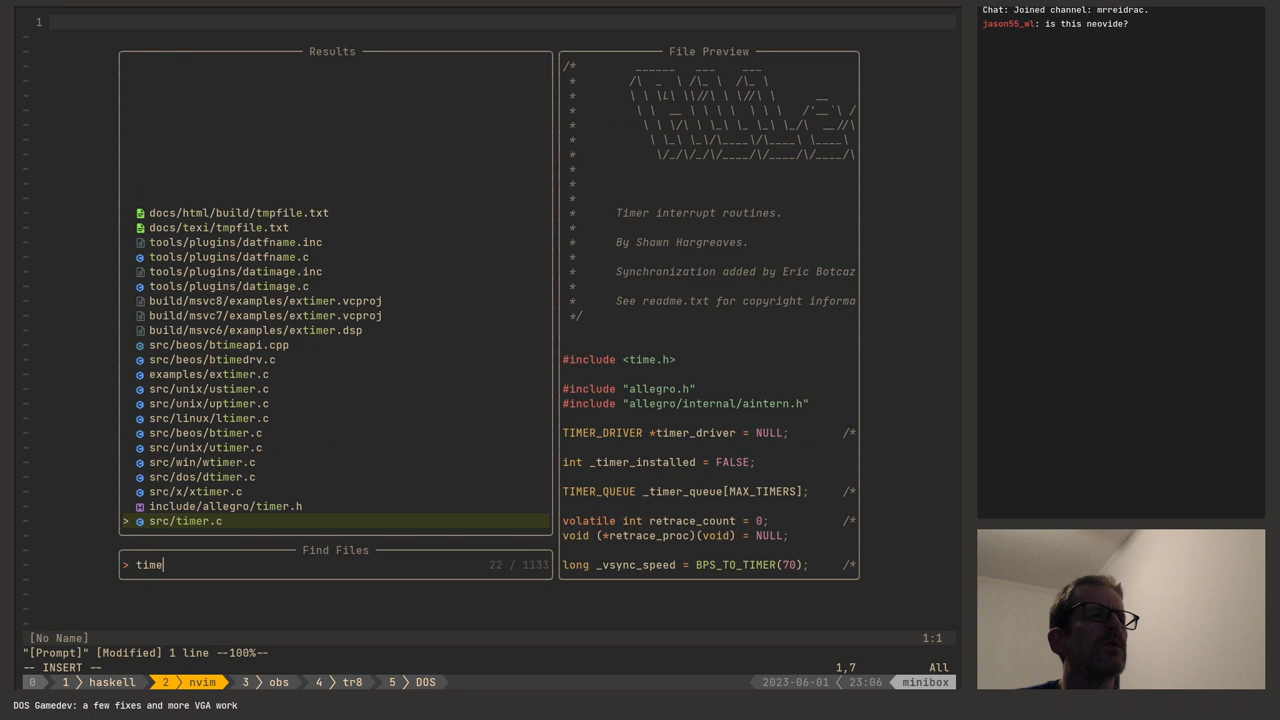 1
Results
docs/html/build/tmpfile.txt
docs/texi/tmpfile.txt
tools/plugins/datfname.inc
tools/plugins/datfname.c
tools/plugins/datimage.inc
tools/plugins/datimage.c
build/msvc8/examples/extimer.vcproj
build/msvc7/examples/extimer.vcproj
build/msvc6/examples/extimer.dsp
src/beos/btimeapi.cpp
src/beos/btimedrv.c
examples/extimer.c
src/unix/ustimer.c
src/unix/uptimer.c
src/linux/ltimer.c
src/beos/btimer.c
src/unix/utimer.c
src/win/wtimer.c
src/dos/dtimer.c
src/x/xtimer.c
include/allegro/timer.h
> src/timer.c
Find Files
> time 22 / 1133
File Preview
/*
*
*
*
*
*
*
*
*
*
* Timer interrupt routines.
*
* By Shawn Hargreaves.
*
* Synchronization added by Eric Botcaz
*
* See readme.txt for copyright informa
*/
#include <time.h>
#include "allegro.h"
#include "allegro/internal/aintern.h"
TIMER_DRIVER *timer_driver = NULL; /*
int _timer_installed = FALSE;
TIMER_QUEUE _timer_queue[MAX_TIMERS]; /*
volatile int retrace_count = 0; /*
void (*retrace_proc)(void) = NULL;
long _vsync_speed = BPS_TO_TIMER(70); /*
[No Name] 1:1
"[Prompt]" [Modified] 1 line --100%--
-- INSERT -- 1,7 All
0 1 haskell 2 nvim 3 obs 4 tr8 5 DOS 2023-06-01 23:06 minibox
DOS Gamedev: a few fixes and more VGA work
Chat: Joined channel: mrreidrac.
jason55_wl: is this neovide?